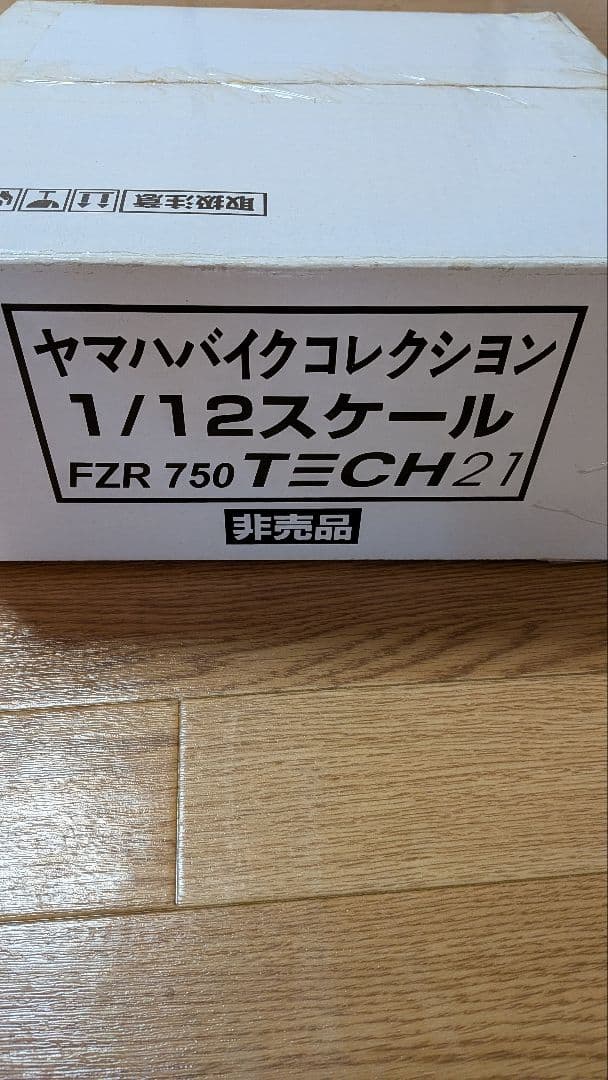 取扱注意
ヤマハバイクコレクション
1/12スケール
FZR 750 TECH21
非売品